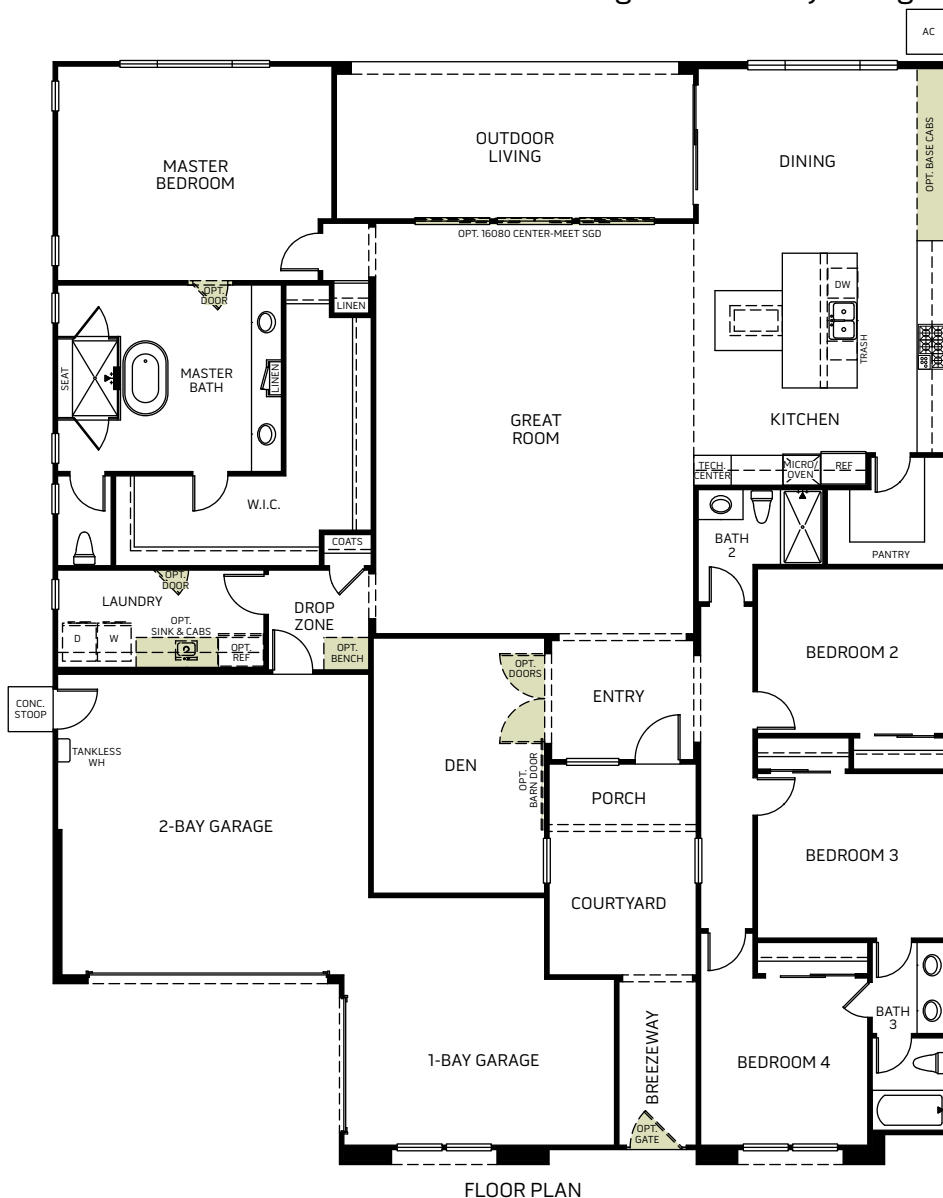 AC
MASTER
BEDROOM
OUTDOOR
LIVING
DINING
OPT. BASE CABS
OPT. 16080 CENTER-MEET SGD
OPT.
DOOR
LINEN
DW
TRASH
SEAT
MASTER
BATH
LINEN
GREAT
ROOM
KITCHEN
TECH.
CENTER
MICRO/
OVEN
REF
W.I.C.
COATS
BATH
2
PANTRY
LAUNDRY
OPT.
DOOR
DROP
ZONE
OPT.
SINK & CABS
D
W
OPT.
REF
OPT.
BENCH
BEDROOM 2
OPT.
DOORS
ENTRY
CONC.
STOOP
TANKLESS
WH
DEN
OPT.
BARN DOOR
PORCH
2-BAY GARAGE
BEDROOM 3
COURTYARD
BATH
3
1-BAY GARAGE
BREEZEWAY
BEDROOM 4
OPT.
GATE
FLOOR PLAN